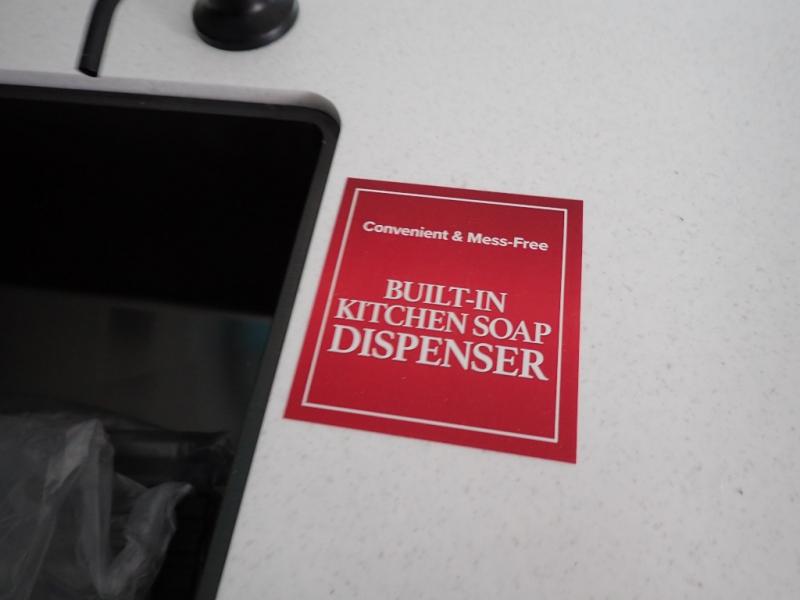 Convenient & Mess-Free
BUILT-IN
KITCHEN SOAP
DISPENSER